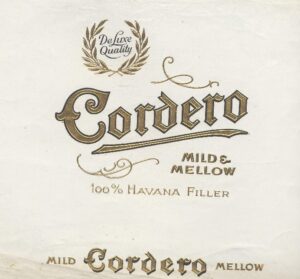 De Luxe
Quality
Cordero
MILD &
MELLOW
100% HAVANA FILLER
MILD Cordero MELLOW